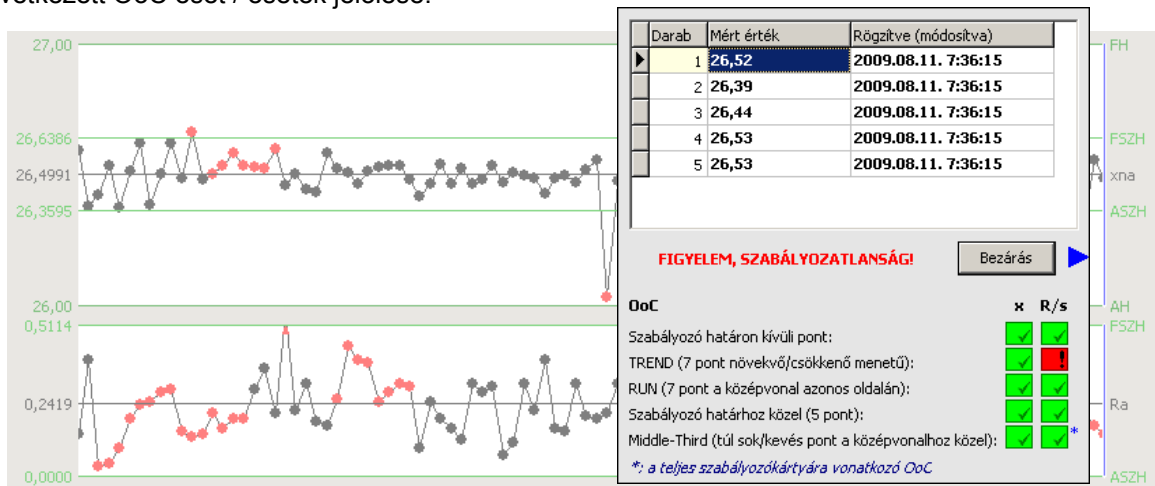 vetkezett OoC eset / esetek jelölése:
27,00
26,6386
26,4991
26,3595
26,00
0,5114
0,2419
0,0000
Darab Mért érték Rögzítve (módosítva)
1 26,52 2009.08.11. 7:36:15
2 26,39 2009.08.11. 7:36:15
3 26,44 2009.08.11. 7:36:15
4 26,53 2009.08.11. 7:36:15
5 26,53 2009.08.11. 7:36:15
FIGYELEM, SZABÁLYOZATLANSÁG!
Bezárás
OoC x R/s
Szabályozó határon kívüli pont:
TREND (7 pont növekvő/csökkenő menetű): !
RUN (7 pont a középvonal azonos oldalán):
Szabályozó határhoz közel (5 pont):
Middle-Third (túl sok/kevés pont a középvonalhoz közel): *
*: a teljes szabályozókártyára vonatkozó OoC
FH
FSZH
xna
ASZH
AH
FSZH
Ra
ASZH